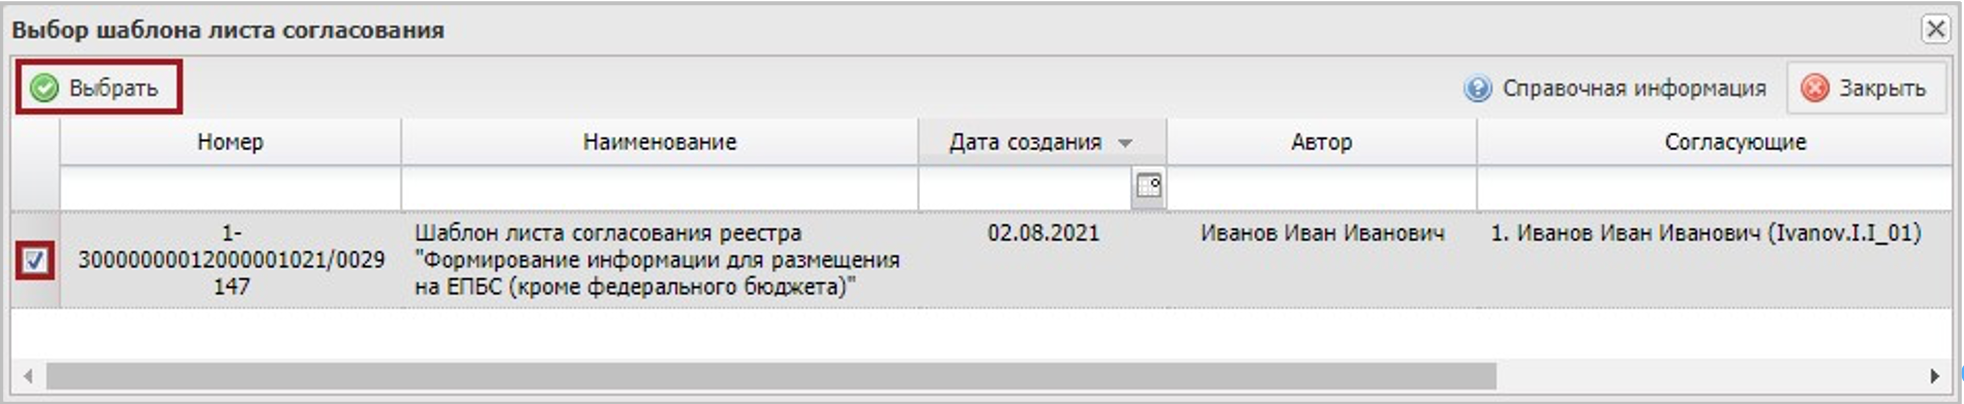 Выбор шаблона листа согласования
Выбрать
Справочная информация
Закрыть
Номер
Наименование
Дата создания
Автор
Согласующие
1-
30000000012000001021/0029
147
Шаблон листа согласования реестра
"Формирование информации для размещения
на ЕПБС (кроме федерального бюджета)"
02.08.2021
Иванов Иван Иванович
1. Иванов Иван Иванович (Ivanov.I.I_01)